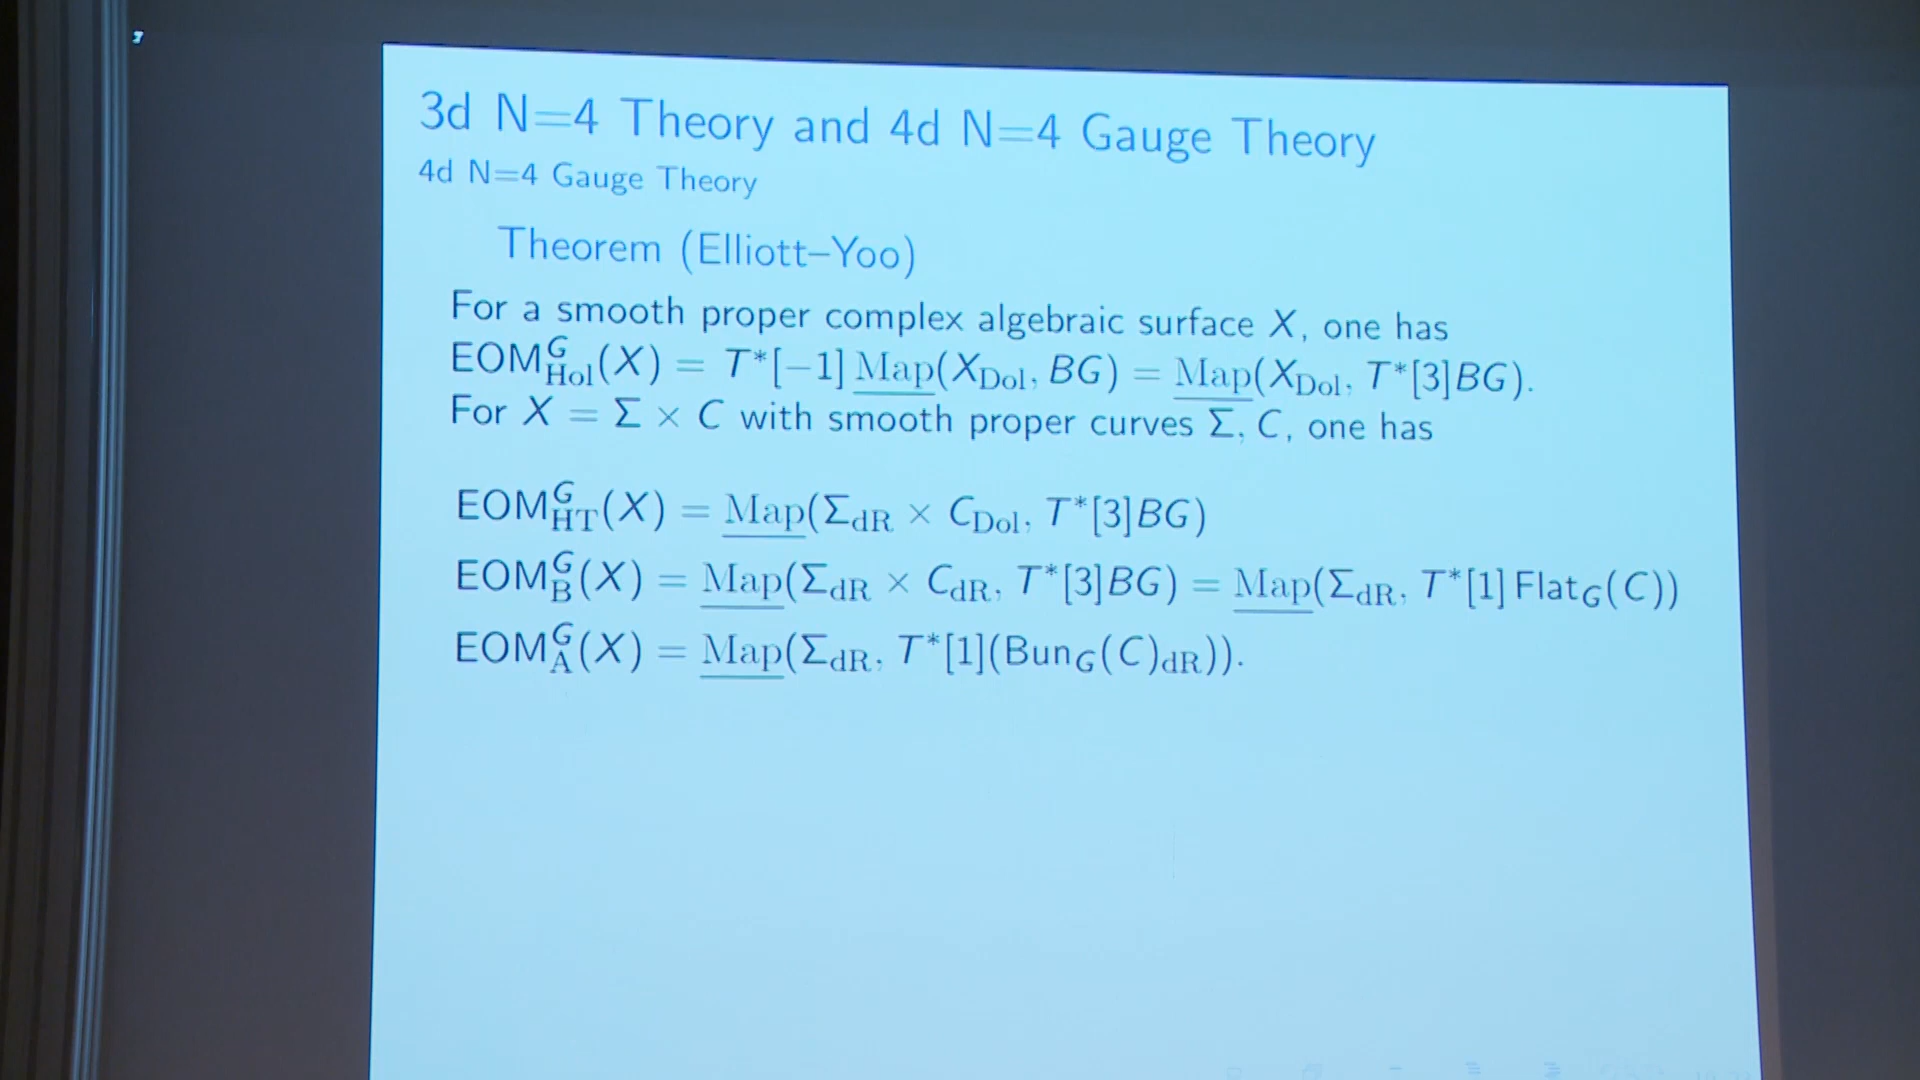 3d N=4 Theory and 4d N=4 Gauge Theory
4d N=4 Gauge Theory
Theorem (Elliott–Yoo)
For a smooth proper complex algebraic surface X, one has
EOM^G_Hol(X) = T*[−1] Map(X_Dol, BG) = Map(X_Dol, T*[3]BG).
For X = Σ × C with smooth proper curves Σ, C, one has
EOM^G_HT(X) = Map(Σ_dR × C_Dol, T*[3]BG)
EOM^G_B(X) = Map(Σ_dR × C_dR, T*[3]BG) = Map(Σ_dR, T*[1] Flat_G(C))
EOM^G_A(X) = Map(Σ_dR, T*[1](Bun_G(C)_dR)).